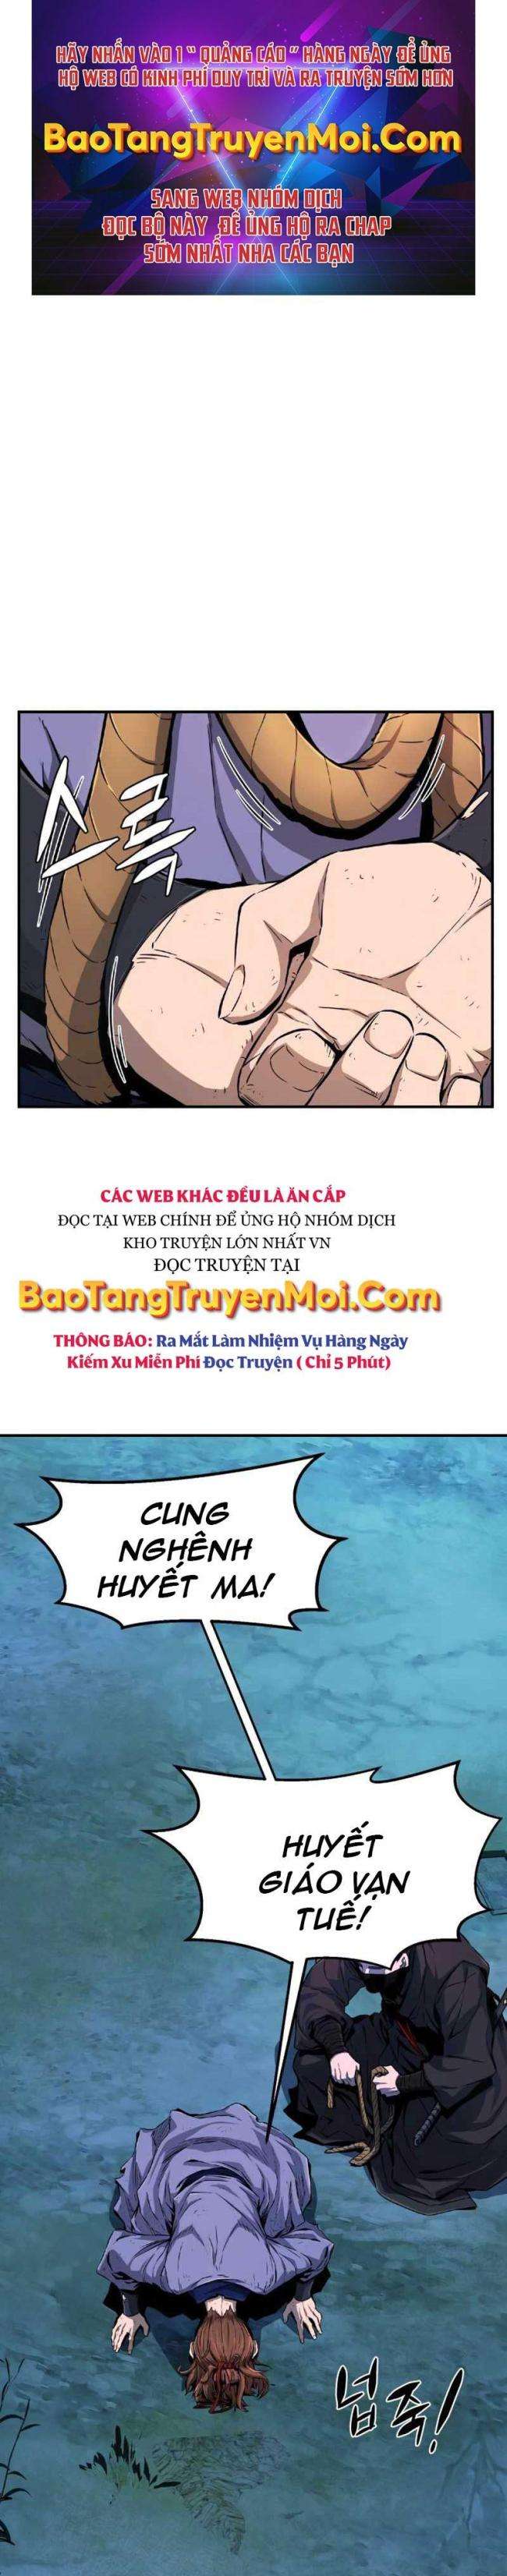 HÃY NHẤN VÀO 1 " QUẢNG CÁO " HÀNG NGÀY ĐỂ ỦNG
HỘ WEB CÓ KINH PHÍ DUY TRÌ VÀ RA TRUYỆN SỚM HƠN
BaoTangTruyenMoi.Com
SANG WEB NHÓM DỊCH
ĐỌC BỘ NÀY ĐỂ ỦNG HỘ RA CHAP
SỚM NHẤT NHA CÁC BẠN
스륵
CÁC WEB KHÁC ĐỀU LÀ ĂN CẮP
ĐỌC TẠI WEB CHÍNH ĐỂ ỦNG HỘ NHÓM DỊCH
KHO TRUYỆN LỚN NHẤT VN
ĐỌC TRUYỆN TẠI
BaoTangTruyenMoi.Com
THÔNG BÁO: Ra Mắt Làm Nhiệm Vụ Hàng Ngày
Kiếm Xu Miễn Phí Đọc Truyện ( Chỉ 5 Phút)
CUNG
NGHÊNH
HUYẾT MA!
HUYẾT
GIÁO VẠN
TUẾ!
넙죽!